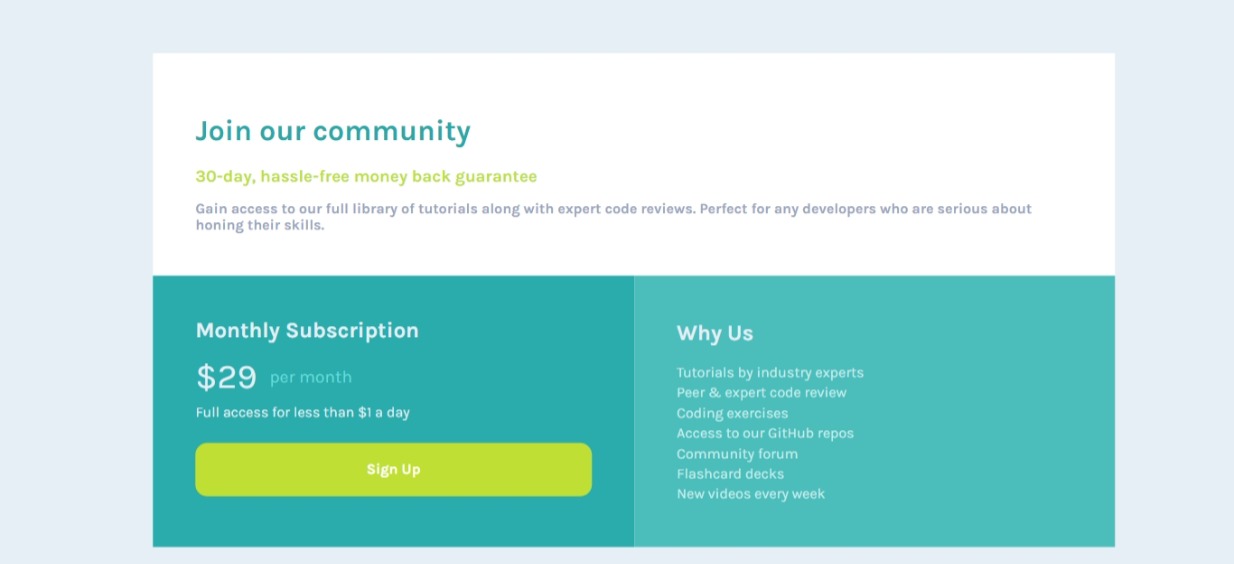 Join our community
30-day, hassle-free money back guarantee
Gain access to our full library of tutorials along with expert code reviews. Perfect for any developers who are serious about
honing their skills.
Monthly Subscription
$29 per month
Full access for less than $1 a day
Sign Up
Why Us
Tutorials by industry experts
Peer & expert code review
Coding exercises
Access to our GitHub repos
Community forum
Flashcard decks
New videos every week